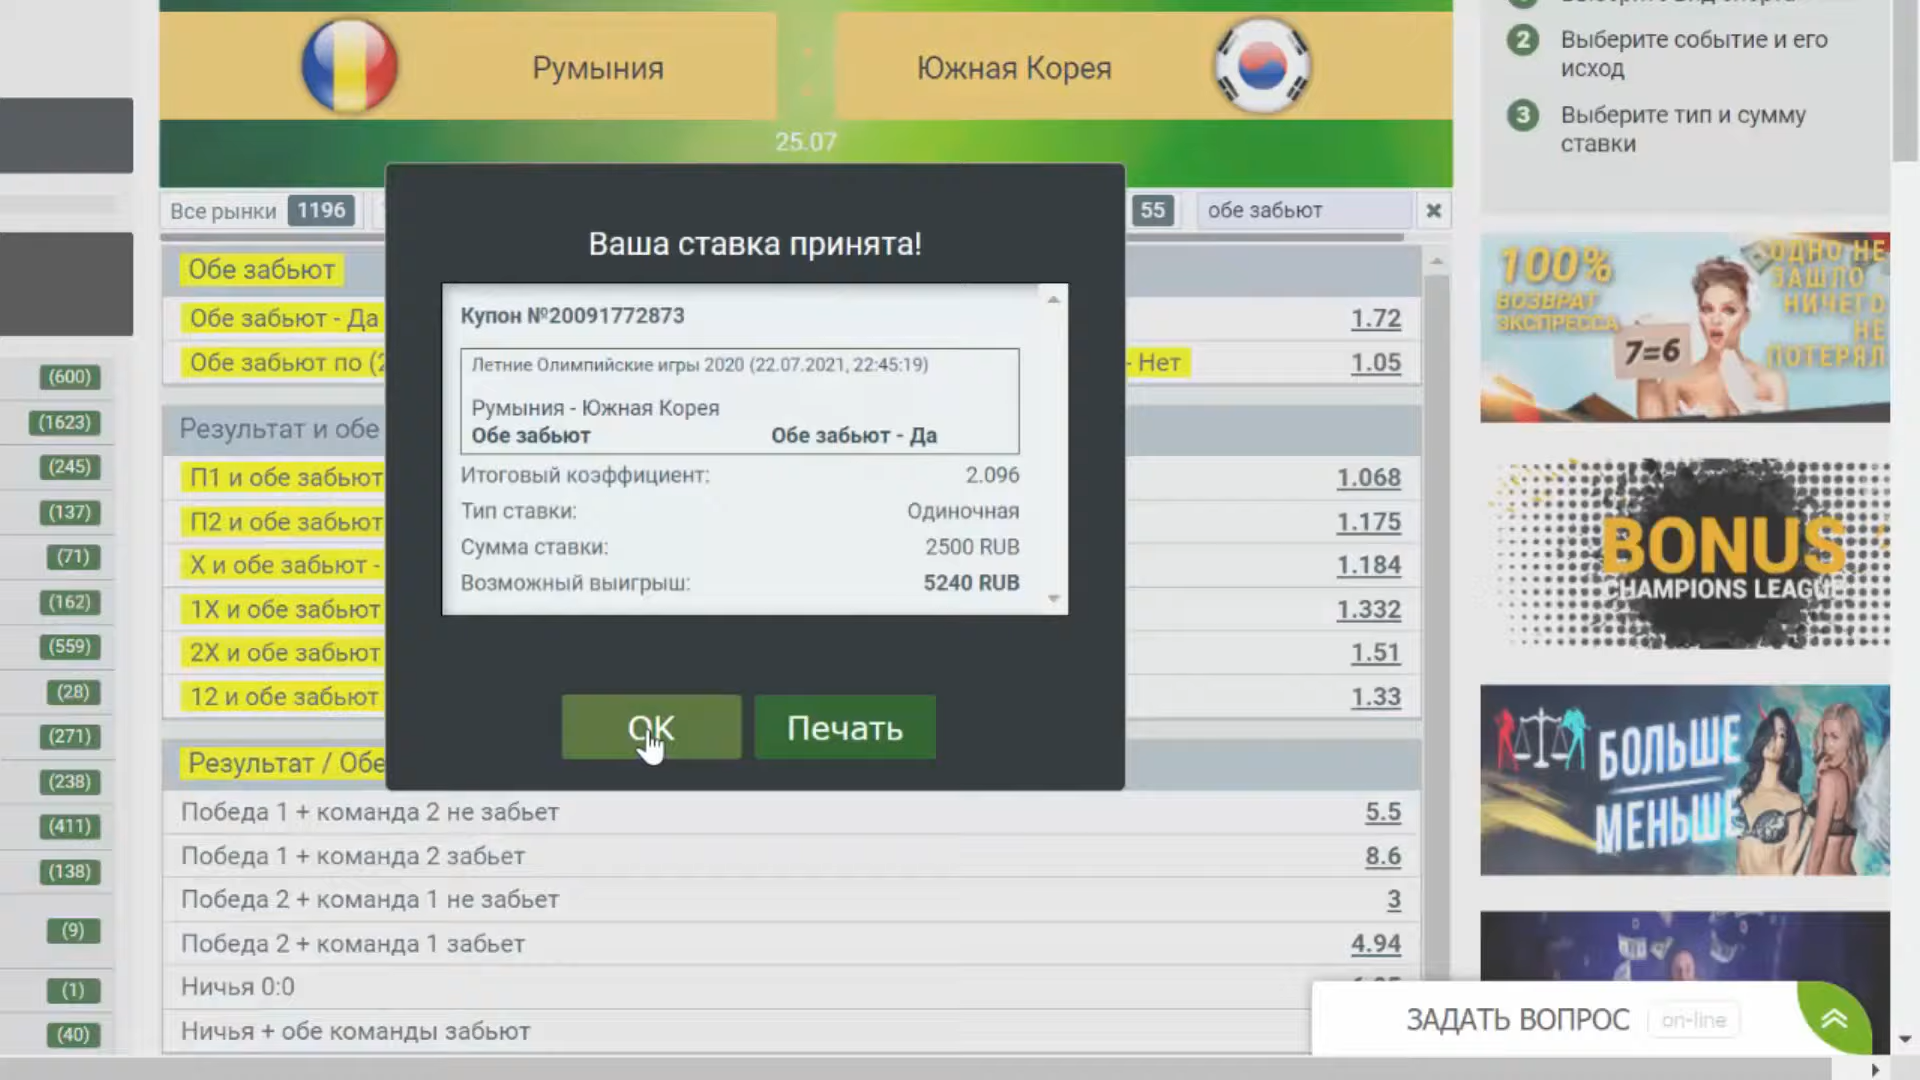 Румыния
Южная Корея
25.07
2
Выберите событие и его
исход
3
Выберите тип и сумму
ставки
Все рынки 1196
55
обе забьют
Ваша ставка принята!
Купон №20091772873
Летние Олимпийские игры 2020 (22.07.2021, 22:45:19)
Румыния - Южная Корея
Обе забьют Обе забьют - Да
Итоговый коэффициент: 2.096
Тип ставки: Одиночная
Сумма ставки: 2500 RUB
Возможный выигрыш: 5240 RUB
OK
Печать
Обе забьют
Обе забьют - Да 1.72
Обе забьют по - Нет 1.05
Результат и обе
П1 и обе забьют 1.068
П2 и обе забьют 1.175
Х и обе забьют - 1.184
1Х и обе забьют 1.332
2Х и обе забьют 1.51
12 и обе забьют 1.33
Результат / Обе
Победа 1 + команда 2 не забьет 5.5
Победа 1 + команда 2 забьет 8.6
Победа 2 + команда 1 не забьет 3
Победа 2 + команда 1 забьет 4.94
Ничья 0:0
Ничья + обе команды забьют
(600)
(1623)
(245)
(137)
(71)
(162)
(559)
(28)
(271)
(238)
(411)
(138)
(9)
(1)
(40)
100%
ВОЗВРАТ
ЭКСПРЕССА
7=6
ОДНО НЕ
ЗАШЛО -
НИЧЕГО
НЕ
ПОТЕРЯЛ
BONUS
CHAMPIONS LEAGUE
БОЛЬШЕ
МЕНЬШЕ
ЗАДАТЬ ВОПРОС on-line